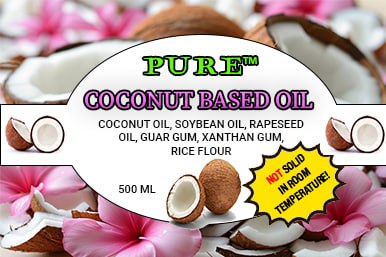 PURE™
COCONUT BASED OIL
COCONUT OIL, SOYBEAN OIL, RAPESEED
OIL, GUAR GUM, XANTHAN GUM,
RICE FLOUR
500 ML
NOT SOLID
IN ROOM
TEMPERATURE!